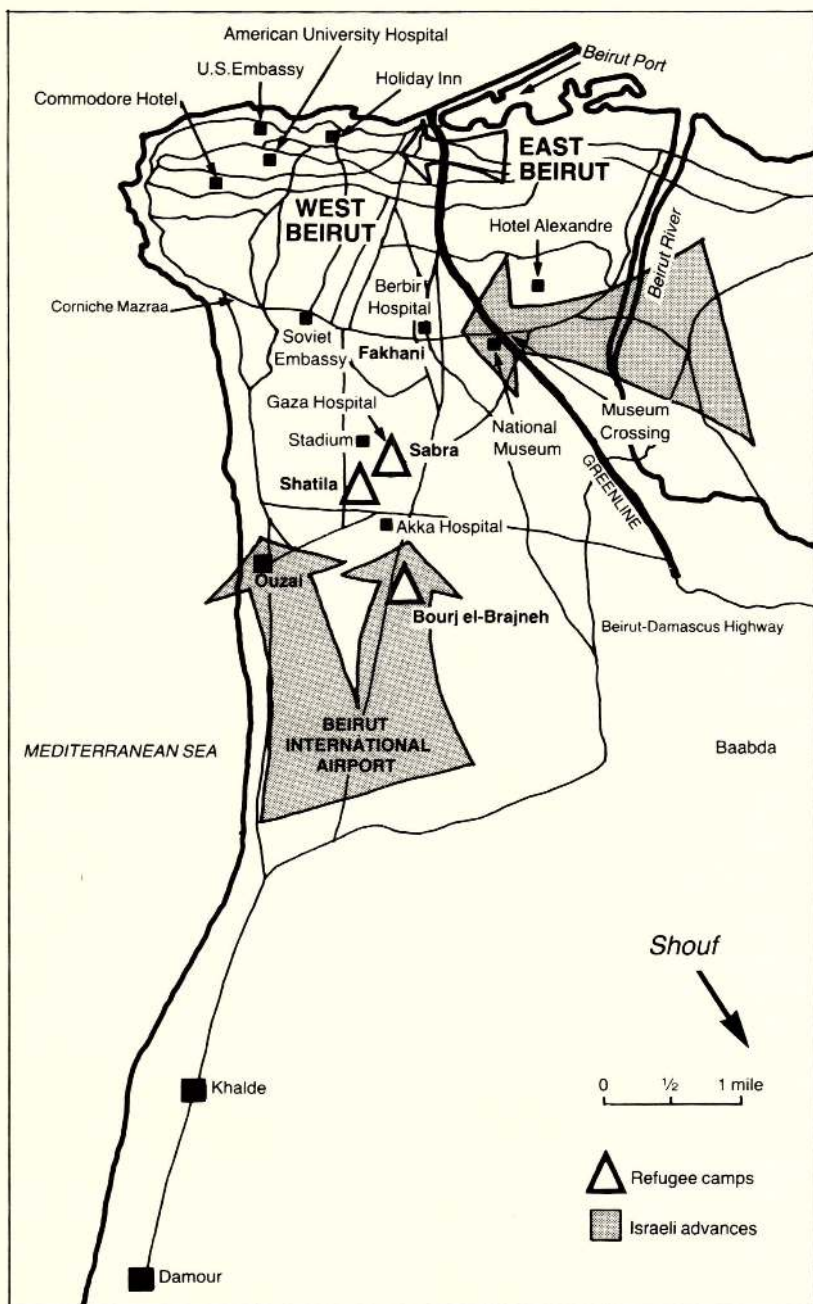 American University Hospital
U.S.Embassy
Commodore Hotel
Holiday Inn
Beirut Port
EAST
BEIRUT
WEST
BEIRUT
Hotel Alexandre
Beirut River
Corniche Mazraa
Berbir
Hospital
Soviet
Embassy
Fakhani
Gaza Hospital
Stadium
Sabra
Shatila
National
Museum
Museum
Crossing
GREENLINE
Akka Hospital
Ouzai
Bourj el-Brajneh
Beirut-Damascus Highway
BEIRUT
INTERNATIONAL
AIRPORT
MEDITERRANEAN SEA
Baabda
Shouf
Khalde
0 ½ 1 mile
Refugee camps
Israeli advances
Damour